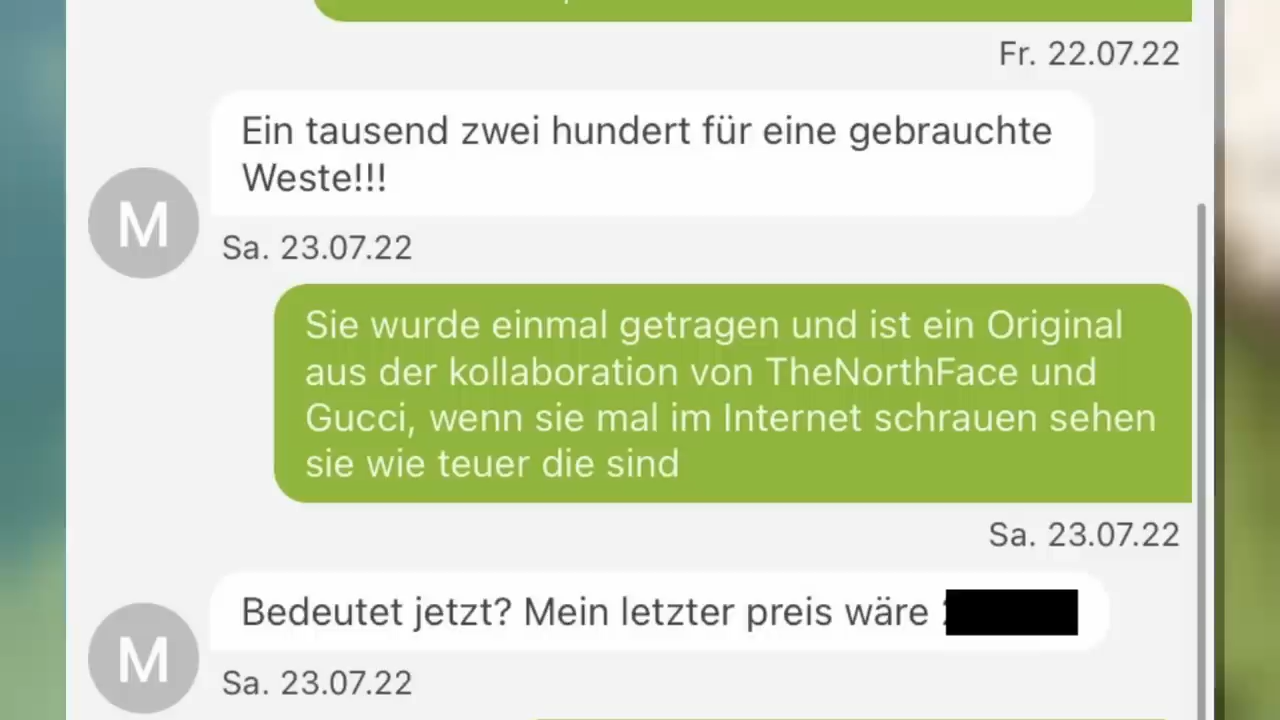 Fr. 22.07.22
Ein tausend zwei hundert für eine gebrauchte
Weste!!!
M
Sa. 23.07.22
Sie wurde einmal getragen und ist ein Original
aus der kollaboration von TheNorthFace und
Gucci, wenn sie mal im Internet schrauen sehen
sie wie teuer die sind
Sa. 23.07.22
Bedeutet jetzt? Mein letzter preis wäre
M
Sa. 23.07.22